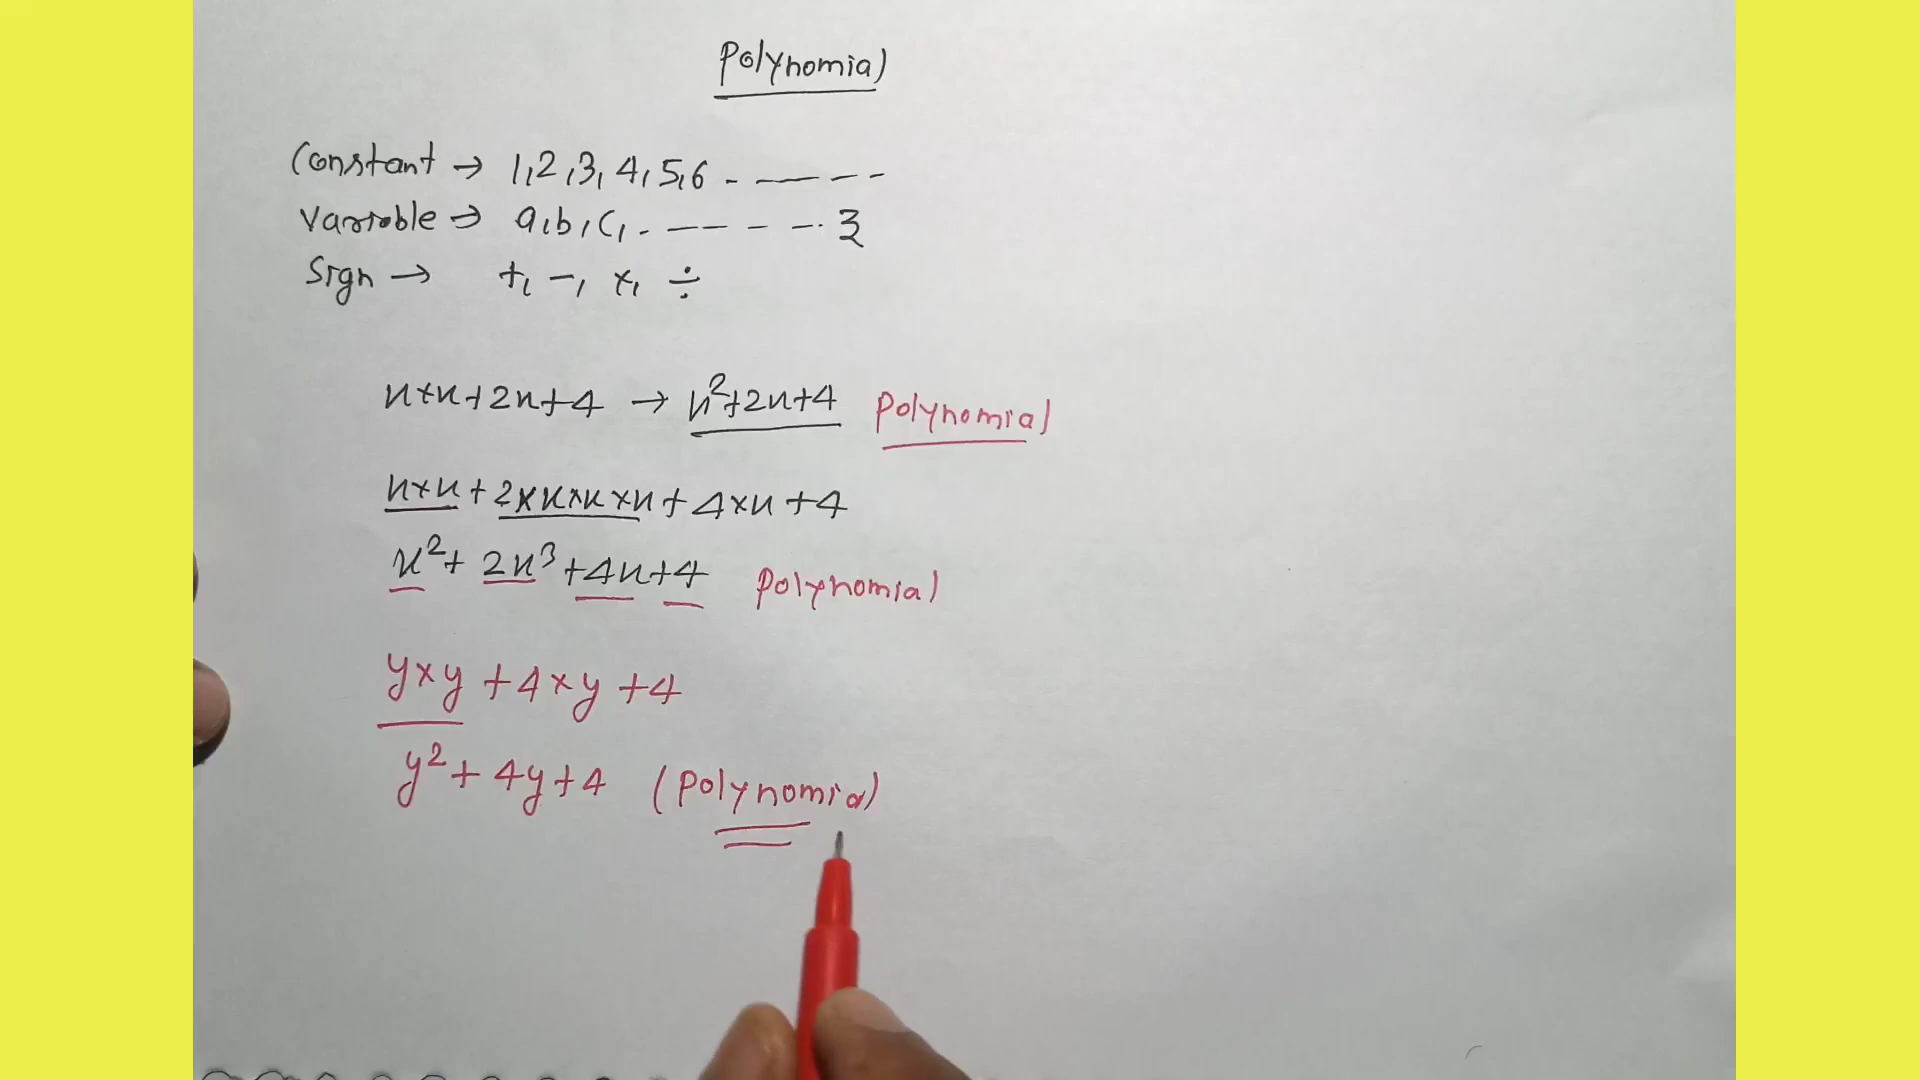 Polynomial
Constant → 1,2,3,4,5,6 - — — - -
Variable → a,b,c, - — — - - z
Sign → +, -, ×, ÷
x×x+2x+4 → x²+2x+4 Polynomial
x×x+2×x×x×x+4×x+4
x²+2x³+4x+4 Polynomial
y×y+4×y+4
y²+4y+4 (Polynomial)